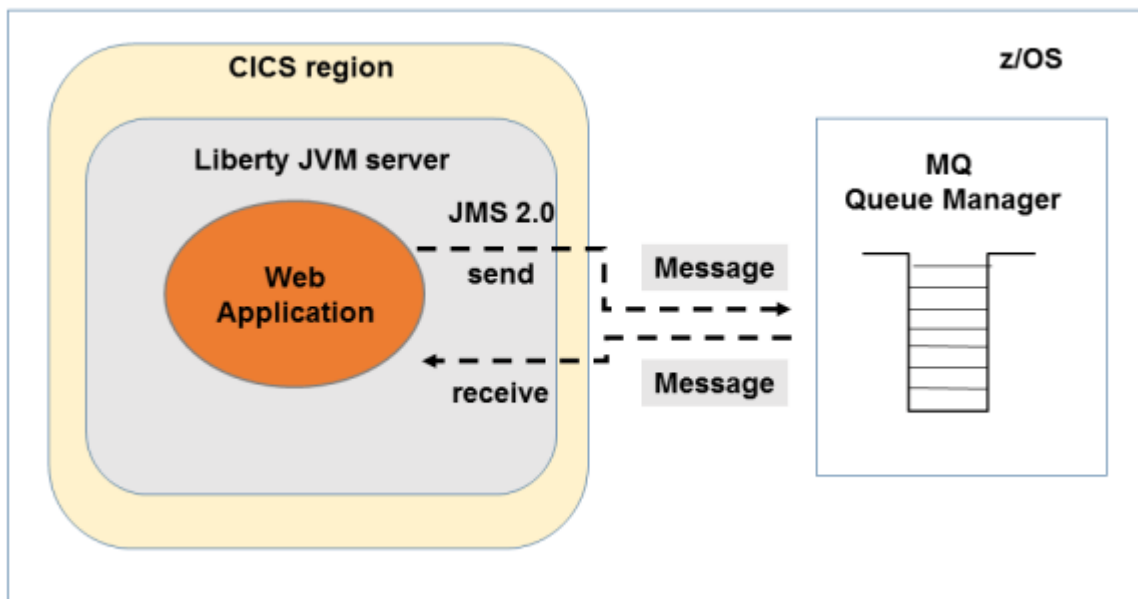 CICS region
z/OS
Liberty JVM server
MQ
Queue Manager
JMS 2.0
send
Message
Web
Application
receive
Message